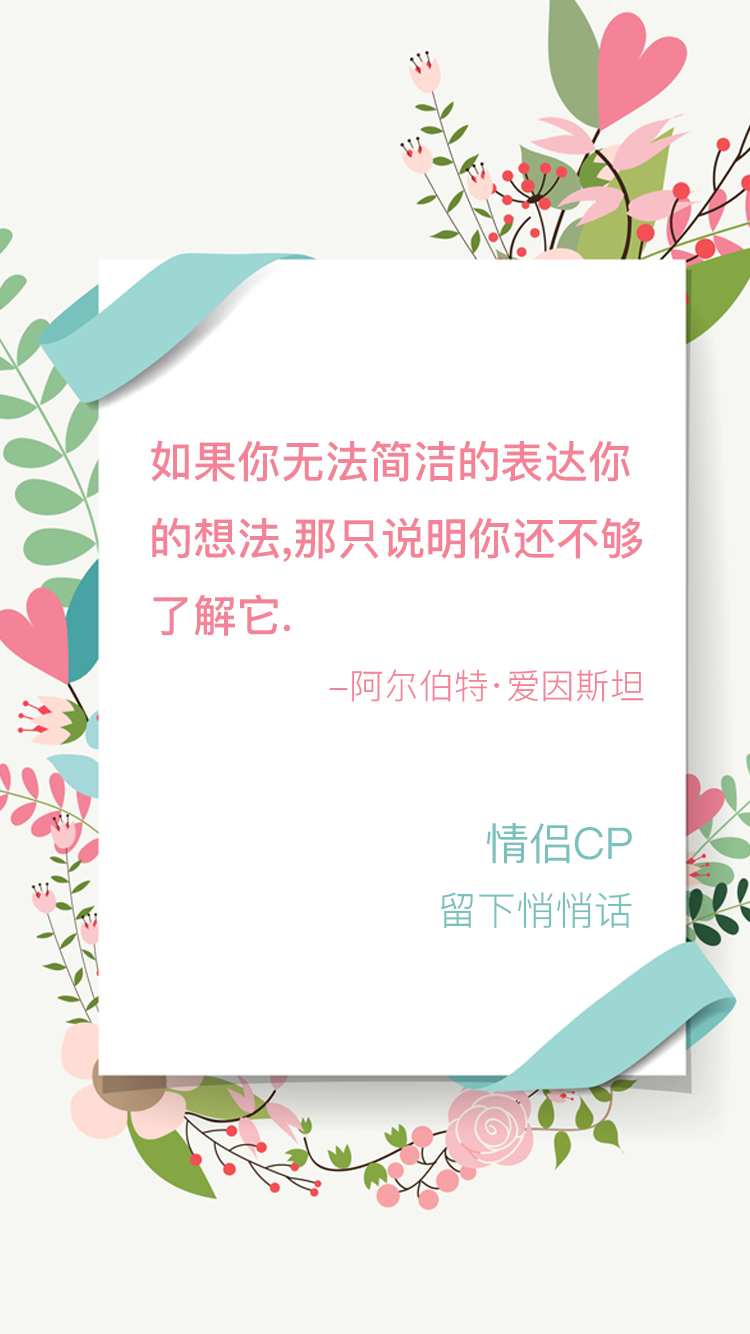 如果你无法简洁的表达你
的想法,那只说明你还不够
了解它.
–阿尔伯特·爱因斯坦
情侣CP
留下悄悄话